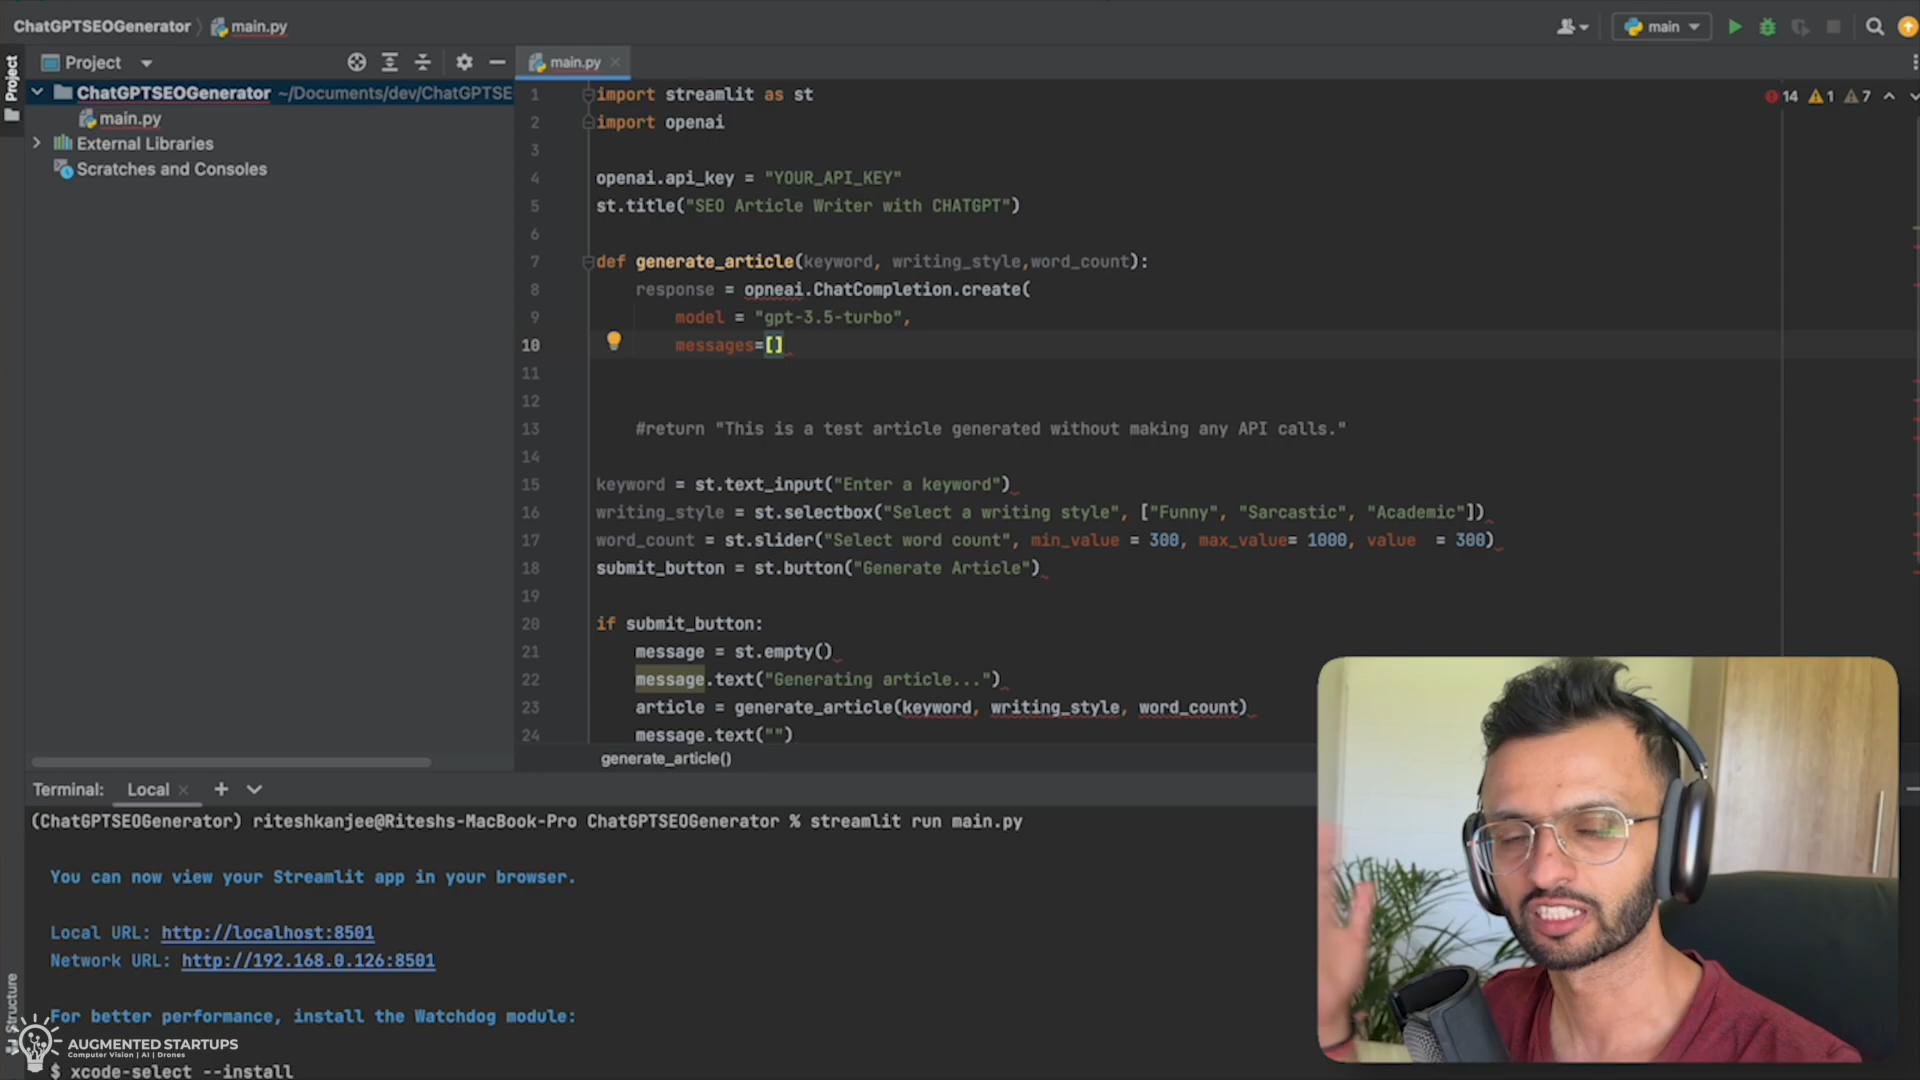 ChatGPTSEOGenerator main.py
main
Project
Project
main.py
ChatGPTSEOGenerator ~/Documents/dev/ChatGPTSE
main.py
External Libraries
Scratches and Consoles
14 1 7
1 import streamlit as st
2 import openai
3
4 openai.api_key = "YOUR_API_KEY"
5 st.title("SEO Article Writer with CHATGPT")
6
7 def generate_article(keyword, writing_style,word_count):
8 response = opneai.ChatCompletion.create(
9 model = "gpt-3.5-turbo",
10 messages=[]
11
12
13 #return "This is a test article generated without making any API calls."
14
15 keyword = st.text_input("Enter a keyword")
16 writing_style = st.selectbox("Select a writing style", ["Funny", "Sarcastic", "Academic"])
17 word_count = st.slider("Select word count", min_value = 300, max_value= 1000, value = 300)
18 submit_button = st.button("Generate Article")
19
20 if submit_button:
21 message = st.empty()
22 message.text("Generating article...")
23 article = generate_article(keyword, writing_style, word_count)
24 message.text("")
generate_article()
Terminal: Local
(ChatGPTSEOGenerator) riteshkanjee@Riteshs-MacBook-Pro ChatGPTSEOGenerator % streamlit run main.py
You can now view your Streamlit app in your browser.
Local URL: http://localhost:8501
Network URL: http://192.168.0.126:8501
For better performance, install the Watchdog module:
$ xcode-select --install
Structure
AUGMENTED STARTUPS
Computer Vision | AI | Drones